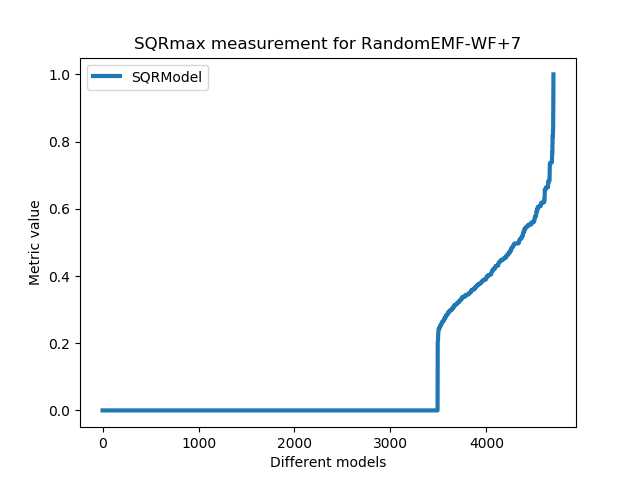 SQRmax measurement for RandomEMF-WF+7
SQRModel
1.0
0.8
0.6
0.4
0.2
0.0
Metric value
0 1000 2000 3000 4000
Different models